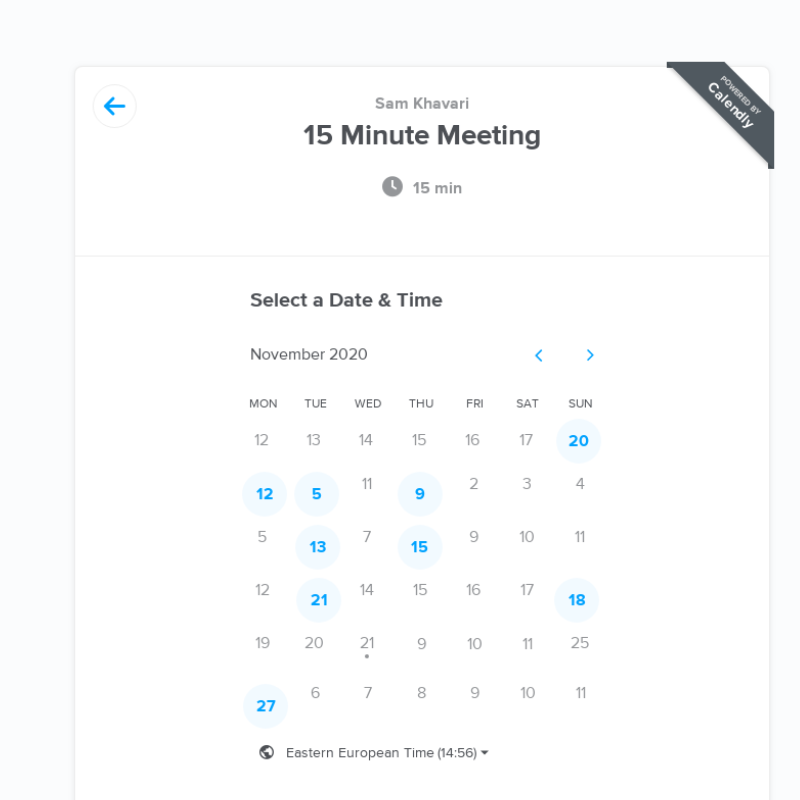 POWERED BY
Calendly
Sam Khavari
15 Minute Meeting
15 min
Select a Date & Time
November 2020
MON TUE WED THU FRI SAT SUN
12 13 14 15 16 17 20
12 5 11 9 2 3 4
5 13 7 15 9 10 11
12 21 14 15 16 17 18
19 20 21 9 10 11 25
27 6 7 8 9 10 11
Eastern European Time (14:56)